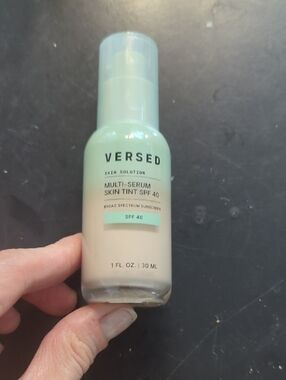 VERSED
SKIN SOLUTION
MULTI-SERUM
SKIN TINT SPF 40
BROAD SPECTRUM SUNSCREEN
SPF 40
1 FL. OZ. | 30 ML